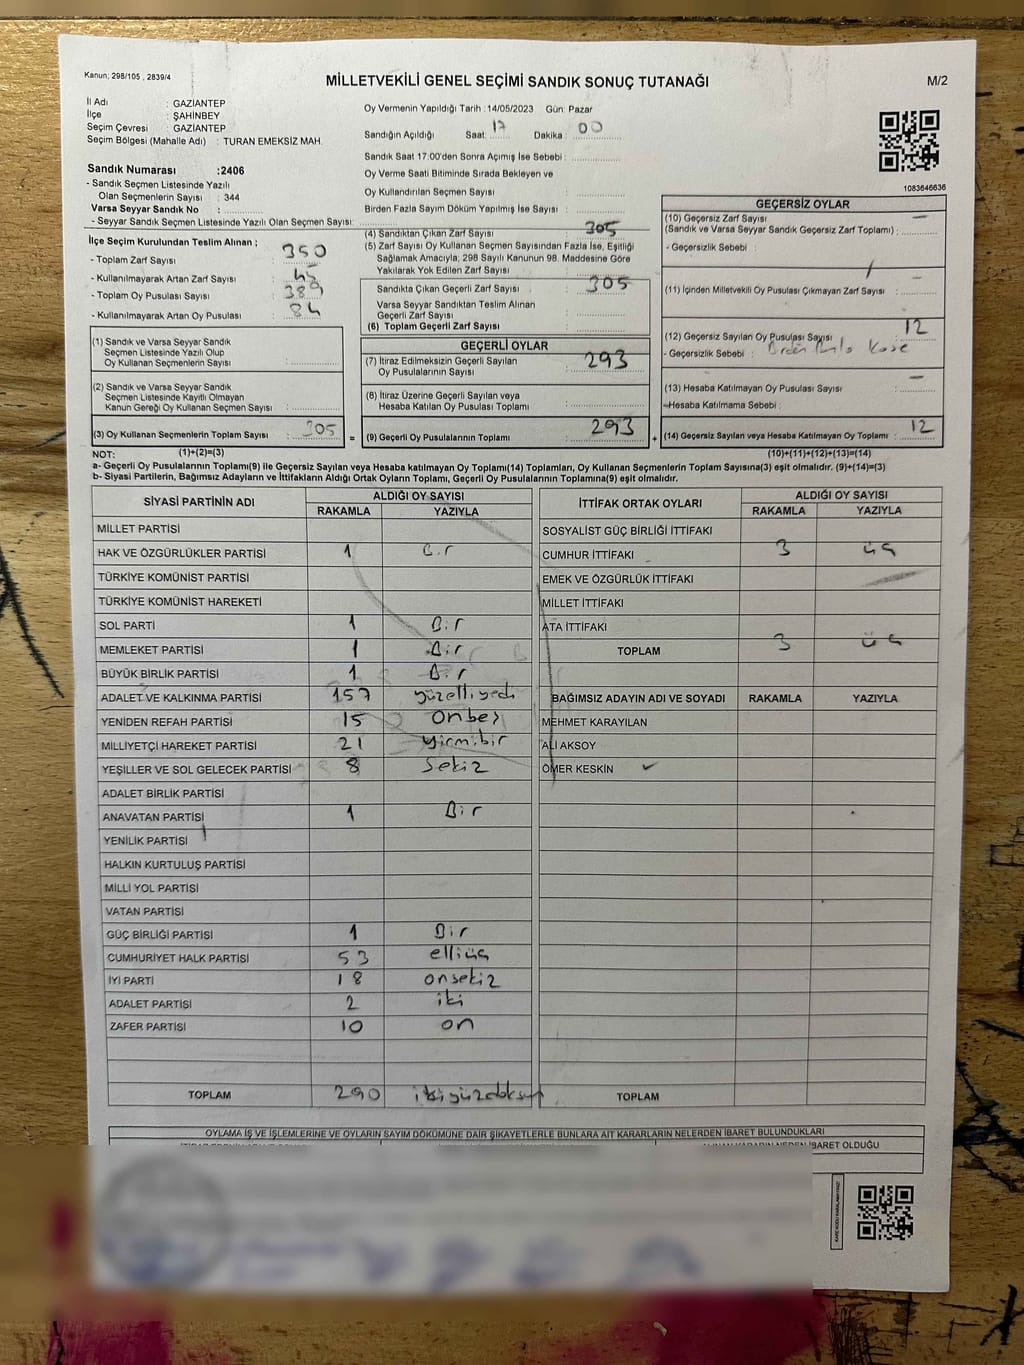 Kanun; 298/105 , 2839/4
MİLLETVEKİLİ GENEL SEÇİMİ SANDIK SONUÇ TUTANAĞI
M/2
İl Adı : GAZİANTEP
İlçe : ŞAHİNBEY
Seçim Çevresi : GAZİANTEP
Seçim Bölgesi (Mahalle Adı) : TURAN EMEKSİZ MAH.
Sandık Numarası :2406
- Sandık Seçmen Listesinde Yazılı
Olan Seçmenlerin Sayısı : 344
Varsa Seyyar Sandık No :
- Seyyar Sandık Seçmen Listesinde Yazılı Olan Seçmen Sayısı:
Oy Vermenin Yapıldığı Tarih :14/05/2023 Gün: Pazar
Sandığın Açıldığı Saat: 17 Dakika : 00
Sandık Saat 17:00'den Sonra Açımış İse Sebebi :
Oy Verme Saati Bitiminde Sırada Bekleyen ve
Oy Kullandırılan Seçmen Sayısı :
Birden Fazla Sayım Döküm Yapılmış İse Sayısı :
1083646636
İlçe Seçim Kurulundan Teslim Alınan ;
- Toplam Zarf Sayısı : 350
- Kullanılmayarak Artan Zarf Sayısı : 45
- Toplam Oy Pusulası Sayısı : 389
- Kullanılmayarak Artan Oy Pusulası : 84
(1) Sandık ve Varsa Seyyar Sandık
Seçmen Listesinde Yazılı Olup
Oy Kullanan Seçmenlerin Sayısı :
(2) Sandık ve Varsa Seyyar Sandık
Seçmen Listesinde Kayıtlı Olmayan
Kanun Gereği Oy Kullanan Seçmen Sayısı :
(3) Oy Kullanan Seçmenlerin Toplam Sayısı : 305
(1)+(2)=(3)
(4) Sandıktan Çıkan Zarf Sayısı : 305
(5) Zarf Sayısı Oy Kullanan Seçmen Sayısından Fazla İse, Eşitliği
Sağlamak Amacıyla, 298 Sayılı Kanunun 98. Maddesine Göre
Yakılarak Yok Edilen Zarf Sayısı :
Sandıkta Çıkan Geçerli Zarf Sayısı : 305
Varsa Seyyar Sandıktan Teslim Alınan
Geçerli Zarf Sayısı :
(6) Toplam Geçerli Zarf Sayısı :
GEÇERLİ OYLAR
(7) İtiraz Edilmeksizin Geçerli Sayılan
Oy Pusulalarının Sayısı : 293
(8) İtiraz Üzerine Geçerli Sayılan veya
Hesaba Katılan Oy Pusulası Toplamı :
= (9) Geçerli Oy Pusulalarının Toplamı : 293 +
GEÇERSİZ OYLAR
(10) Geçersiz Zarf Sayısı –
(Sandık ve Varsa Seyyar Sandık Geçersiz Zarf Toplamı) :
- Geçersizlik Sebebi :
(11) İçinden Milletvekili Oy Pusulası Çıkmayan Zarf Sayısı :
(12) Geçersiz Sayılan Oy Pusulası Sayısı : 12
- Geçersizlik Sebebi :
(13) Hesaba Katılmayan Oy Pusulası Sayısı : –
-Hesaba Katılmama Sebebi :
(14) Geçersiz Sayılan veya Hesaba Katılmayan Oy Toplamı : 12
(10)+(11)+(12)+(13)=(14)
NOT:
a- Geçerli Oy Pusulalarının Toplamı(9) ile Geçersiz Sayılan veya Hesaba katılmayan Oy Toplamı(14) Toplamları, Oy Kullanan Seçmenlerin Toplam Sayısına(3) eşit olmalıdır. (9)+(14)=(3)
b- Siyasi Partilerin, Bağımsız Adayların ve İttifakların Aldığı Ortak Oyların Toplamı, Geçerli Oy Pusulalarının Toplamına(9) eşit olmalıdır.
SİYASİ PARTİNİN ADI ALDIĞI OY SAYISI
RAKAMLA YAZIYLA
MİLLET PARTİSİ
HAK VE ÖZGÜRLÜKLER PARTİSİ 1 Bir
TÜRKİYE KOMÜNİST PARTİSİ
TÜRKİYE KOMÜNİST HAREKETİ
SOL PARTİ 1 Bir
MEMLEKET PARTİSİ 1 Bir
BÜYÜK BİRLİK PARTİSİ 1 Bir
ADALET VE KALKINMA PARTİSİ 157 yüzelliyedi
YENİDEN REFAH PARTİSİ 15 onbeş
MİLLİYETÇİ HAREKET PARTİSİ 21 yirmibir
YEŞİLLER VE SOL GELECEK PARTİSİ 8 sekiz
ADALET BİRLİK PARTİSİ
ANAVATAN PARTİSİ 1 Bir
YENİLİK PARTİSİ
HALKIN KURTULUŞ PARTİSİ
MİLLİ YOL PARTİSİ
VATAN PARTİSİ
GÜÇ BİRLİĞİ PARTİSİ 1 Bir
CUMHURİYET HALK PARTİSİ 53 elliüç
İYİ PARTİ 18 onsekiz
ADALET PARTİSİ 2 iki
ZAFER PARTİSİ 10 on
TOPLAM 290 ikiyüzdoksan
İTTİFAK ORTAK OYLARI ALDIĞI OY SAYISI
RAKAMLA YAZIYLA
SOSYALİST GÜÇ BİRLİĞİ İTTİFAKI
CUMHUR İTTİFAKI 3 üç
EMEK VE ÖZGÜRLÜK İTTİFAKI
MİLLET İTTİFAKI
ATA İTTİFAKI
TOPLAM 3 üç
BAĞIMSIZ ADAYIN ADI VE SOYADI RAKAMLA YAZIYLA
MEHMET KARAYILAN
ALİ AKSOY
ÖMER KESKİN
TOPLAM
OYLAMA İŞ VE İŞLEMLERİNE VE OYLARIN SAYIM DÖKÜMÜNE DAİR ŞİKAYETLERLE BUNLARA AİT KARARLARIN NELERDEN İBARET BULUNDUKLARI
İBARET OLDUĞU